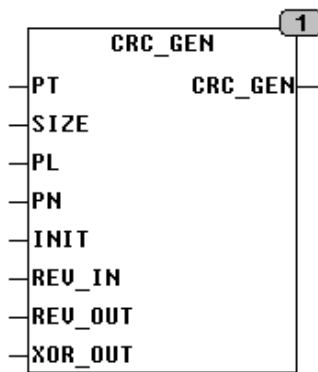 1
CRC_GEN
PT CRC_GEN
SIZE
PL
PN
INIT
REV_IN
REV_OUT
XOR_OUT